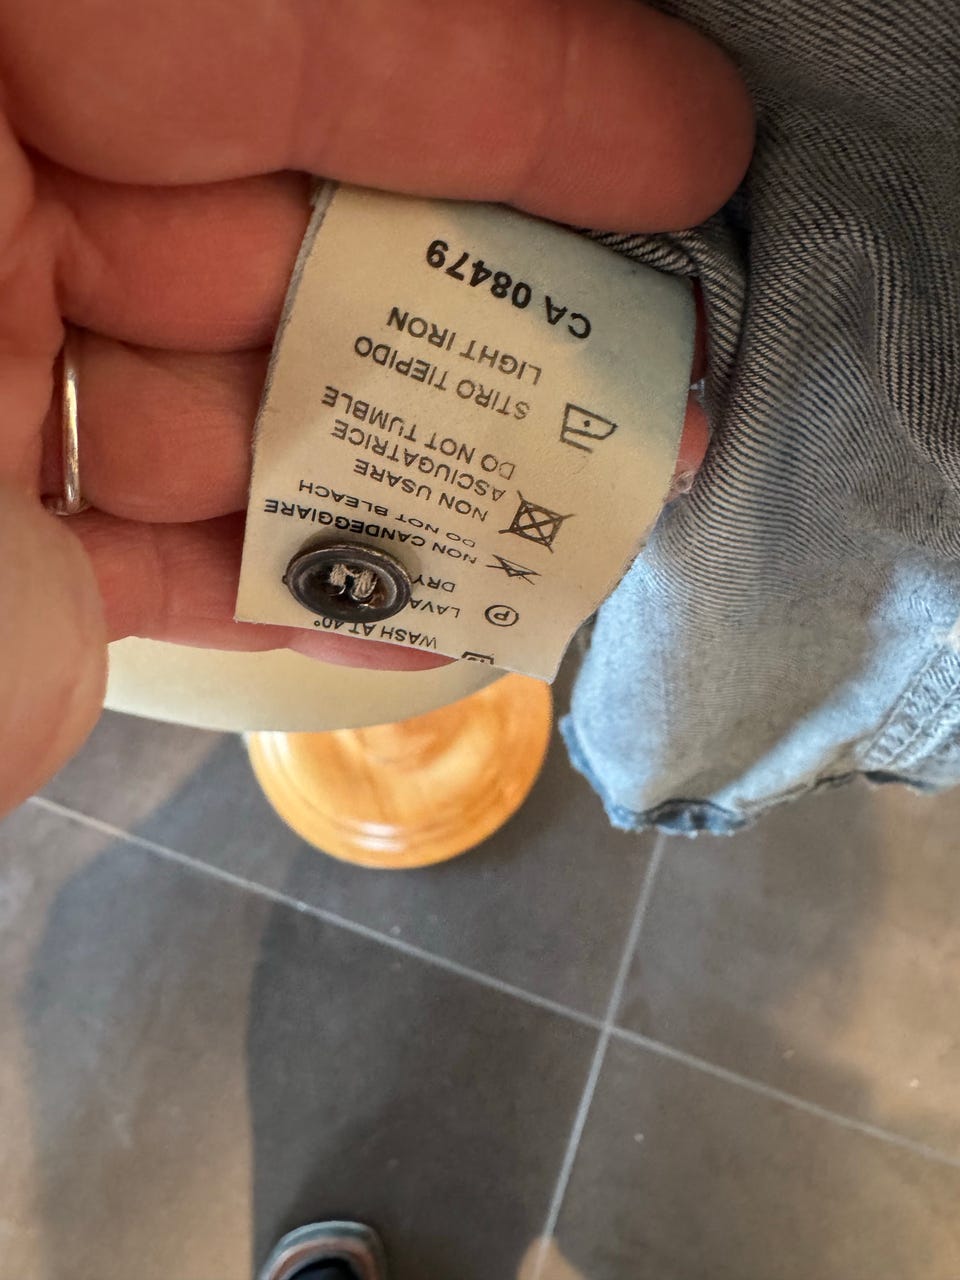 WASH AT 40°
P LAVA
DRY
NON CANDEGGIARE
DO NOT BLEACH
NON USARE
ASCIUGATRICE
DO NOT TUMBLE
STIRO TIEPIDO
LIGHT IRON
CA 08479